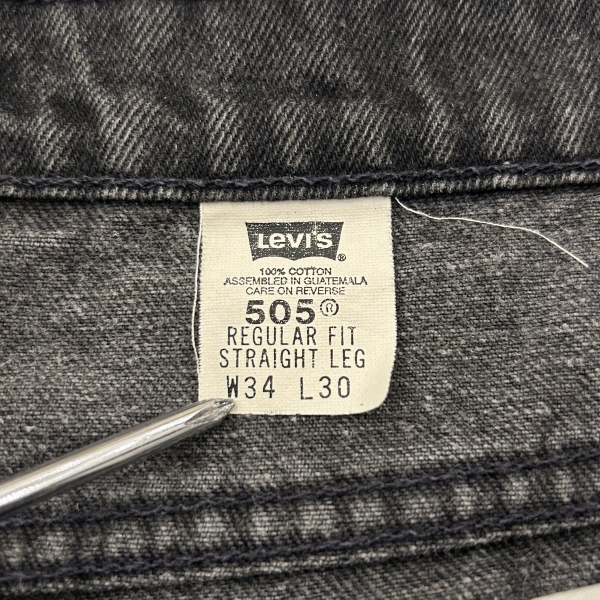 Levi's®
100% COTTON
ASSEMBLED IN GUATEMALA
CARE ON REVERSE
505®
REGULAR FIT
STRAIGHT LEG
W34 L30